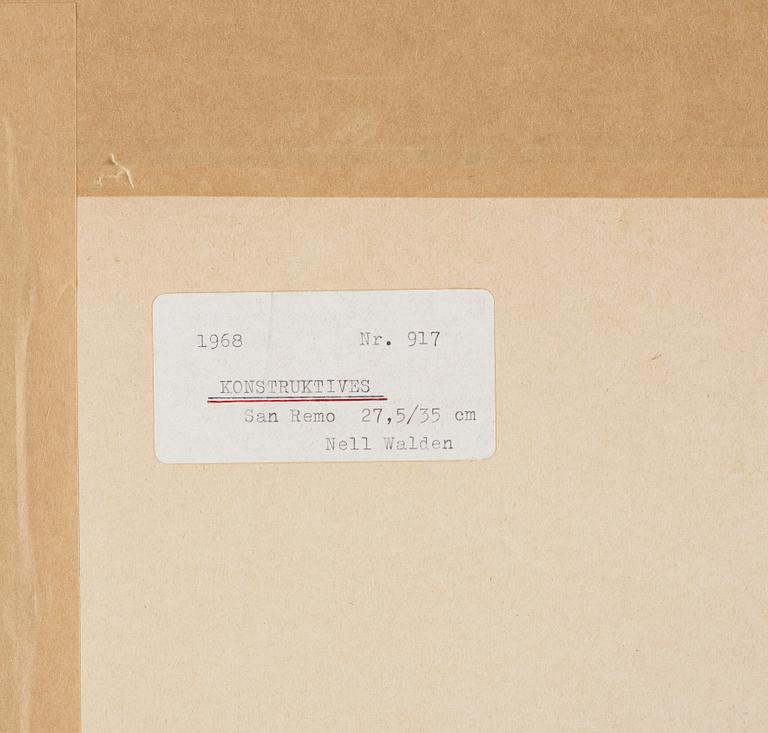 1968 Nr. 917
KONSTRUKTIVES
San Remo 27,5/35 cm
Nell Walden